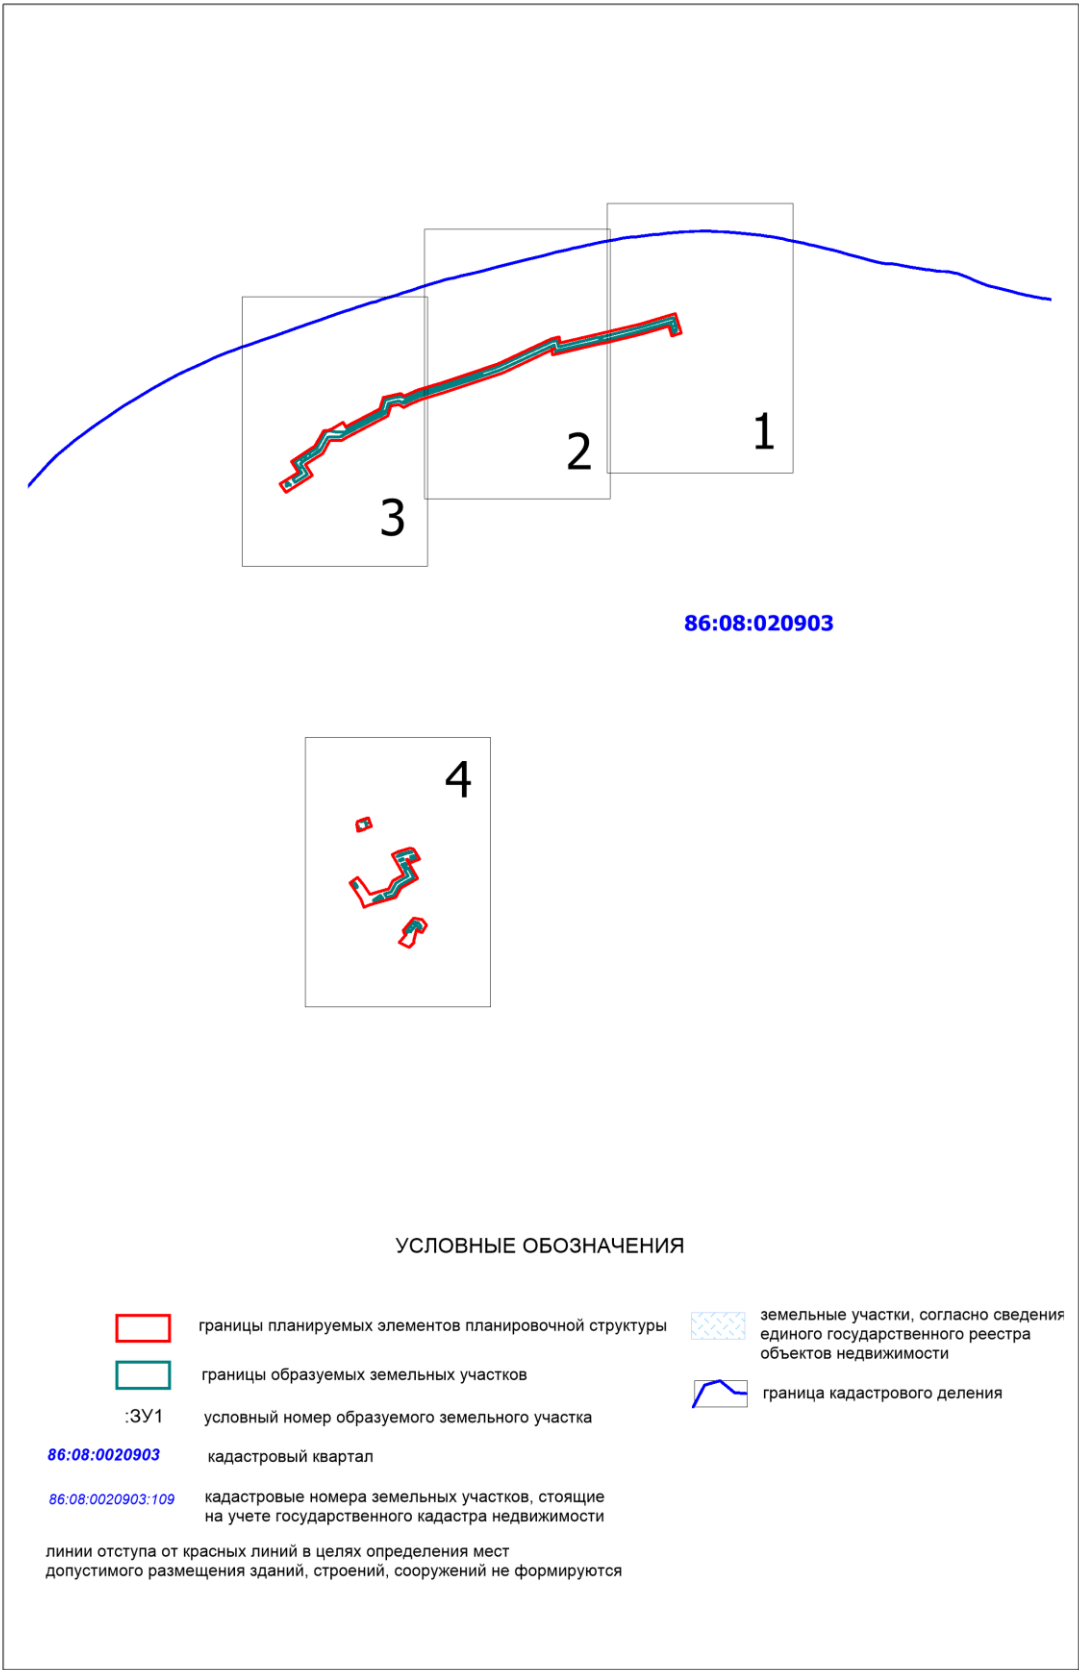 1
2
3
86:08:020903
4
УСЛОВНЫЕ ОБОЗНАЧЕНИЯ
границы планируемых элементов планировочной структуры
границы образуемых земельных участков
:ЗУ1 условный номер образуемого земельного участка
86:08:0020903 кадастровый квартал
86:08:0020903:109 кадастровые номера земельных участков, стоящие
на учете государственного кадастра недвижимости
линии отступа от красных линий в целях определения мест
допустимого размещения зданий, строений, сооружений не формируются
земельные участки, согласно сведения
единого государственного реестра
объектов недвижимости
граница кадастрового деления